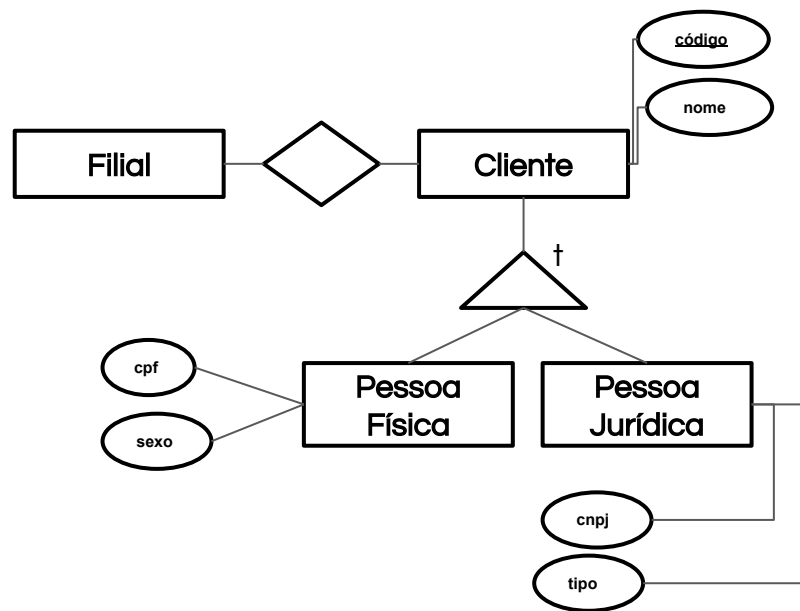 código
nome
Filial
Cliente
†
cpf
sexo
Pessoa
Física
Pessoa
Jurídica
cnpj
tipo